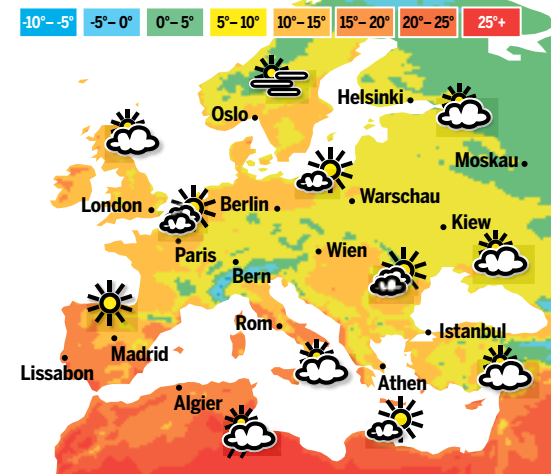 -10°– -5° -5°– 0° 0°– 5° 5°– 10° 10°– 15° 15°– 20° 20°– 25° 25°+
Helsinki
Oslo
Moskau
London
Berlin
Warschau
Kiew
Paris
Wien
Bern
Rom
Istanbul
Madrid
Lissabon
Athen
Algier